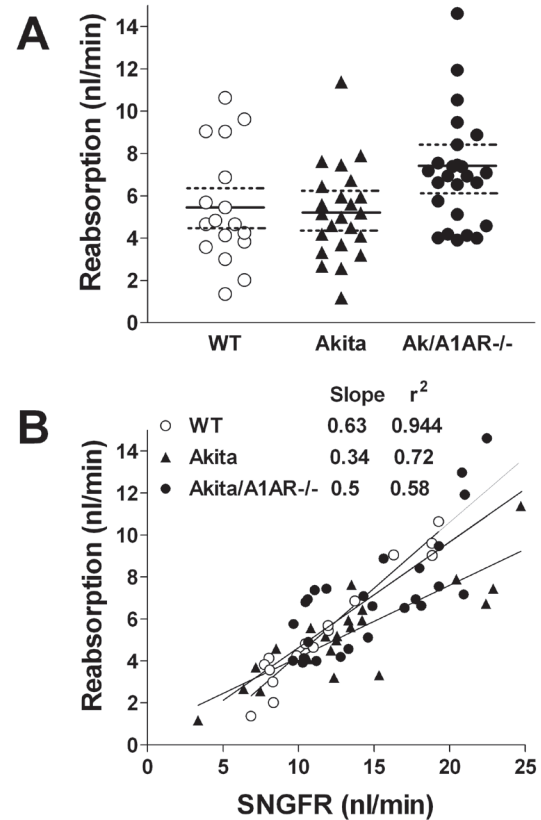 A
Reabsorption (nl/min)
14
12
10
8
6
4
2
0
WT Akita Ak/A1AR-/-
B
Slope r²
WT 0.63 0.944
Akita 0.34 0.72
Akita/A1AR-/- 0.5 0.58
Reabsorption (nl/min)
14
12
10
8
6
4
2
0
0 5 10 15 20 25
SNGFR (nl/min)